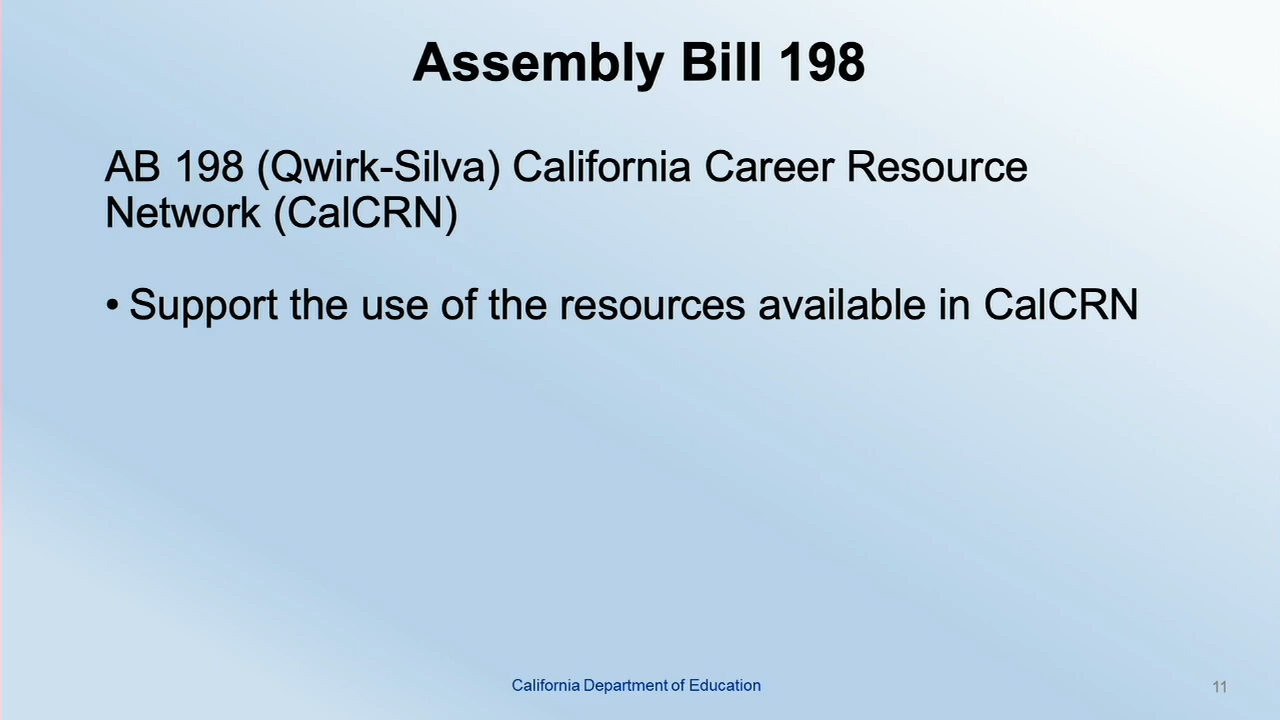 Assembly Bill 198
AB 198 (Qwirk-Silva) California Career Resource
Network (CalCRN)
• Support the use of the resources available in CalCRN
California Department of Education
11